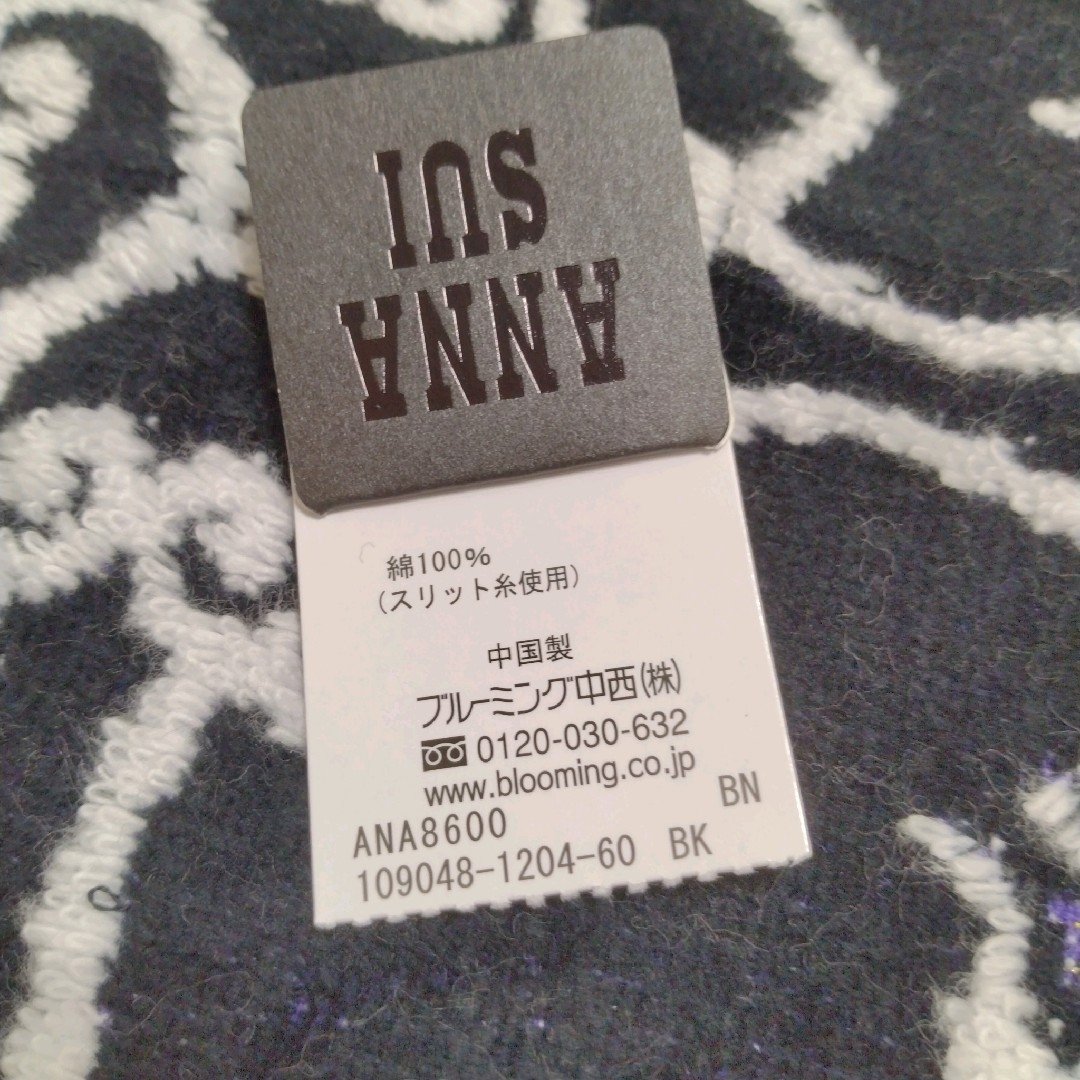 ANNA
SUI
綿100%
(スリット糸使用)
中国製
ブルーミング中西(株)
0120-030-632
www.blooming.co.jp
BN
ANA8600
109048-1204-60 BK